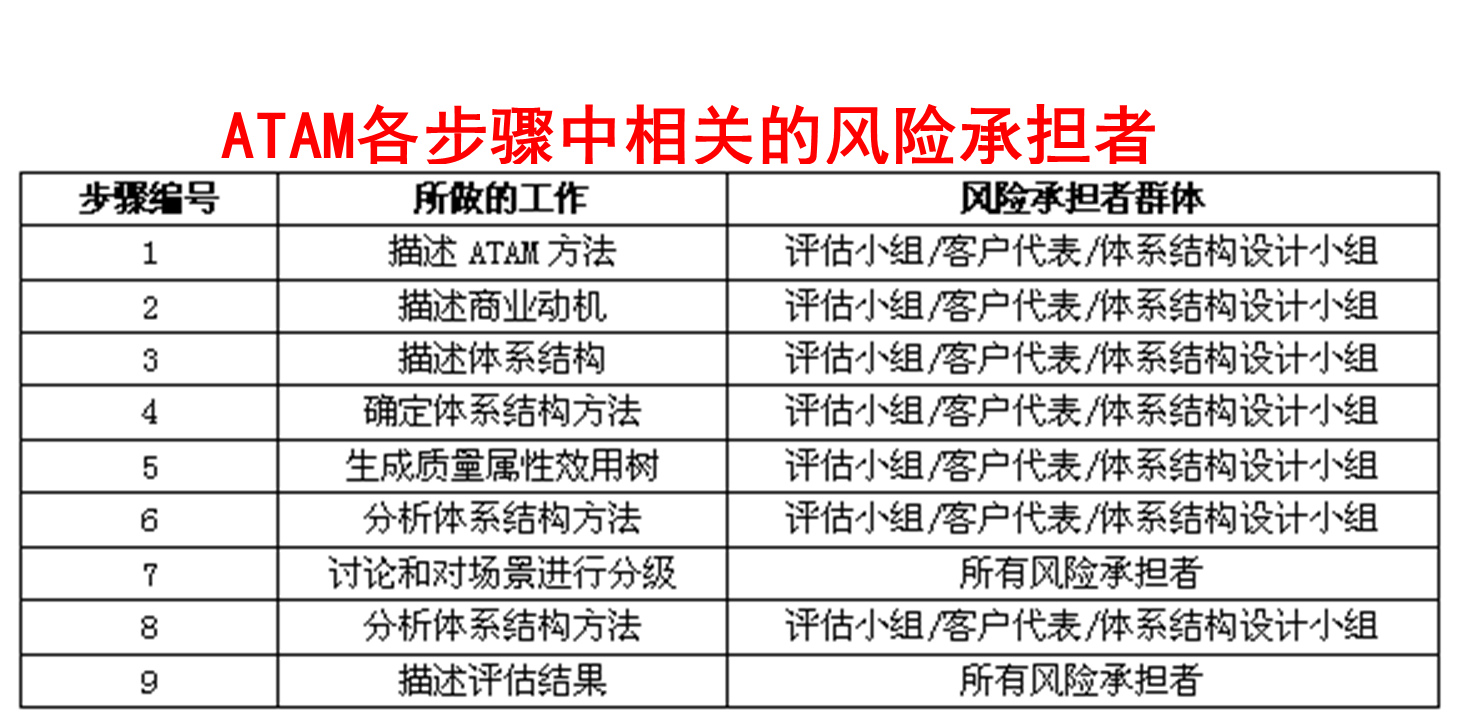 ATAM各步骤中相关的风险承担者
步骤编号 所做的工作 风险承担者群体
1 描述 ATAM 方法 评估小组/客户代表/体系结构设计小组
2 描述商业动机 评估小组/客户代表/体系结构设计小组
3 描述体系结构 评估小组/客户代表/体系结构设计小组
4 确定体系结构方法 评估小组/客户代表/体系结构设计小组
5 生成质量属性效用树 评估小组/客户代表/体系结构设计小组
6 分析体系结构方法 评估小组/客户代表/体系结构设计小组
7 讨论和对场景进行分级 所有风险承担者
8 分析体系结构方法 评估小组/客户代表/体系结构设计小组
9 描述评估结果 所有风险承担者